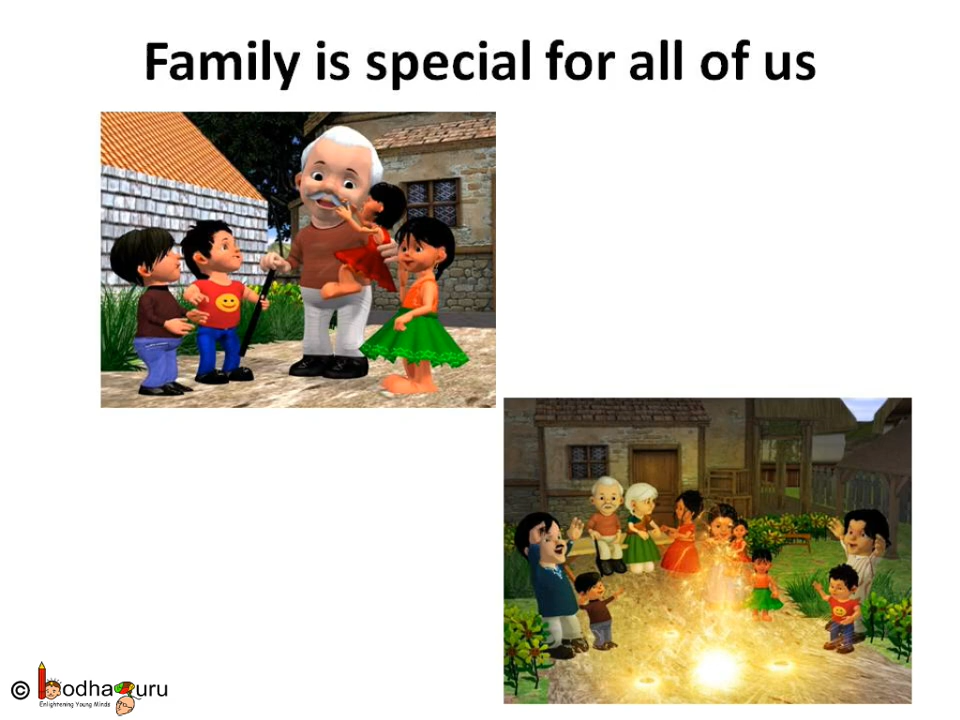 Family is special for all of us
© BodhaGuru
Enlightening Young Minds